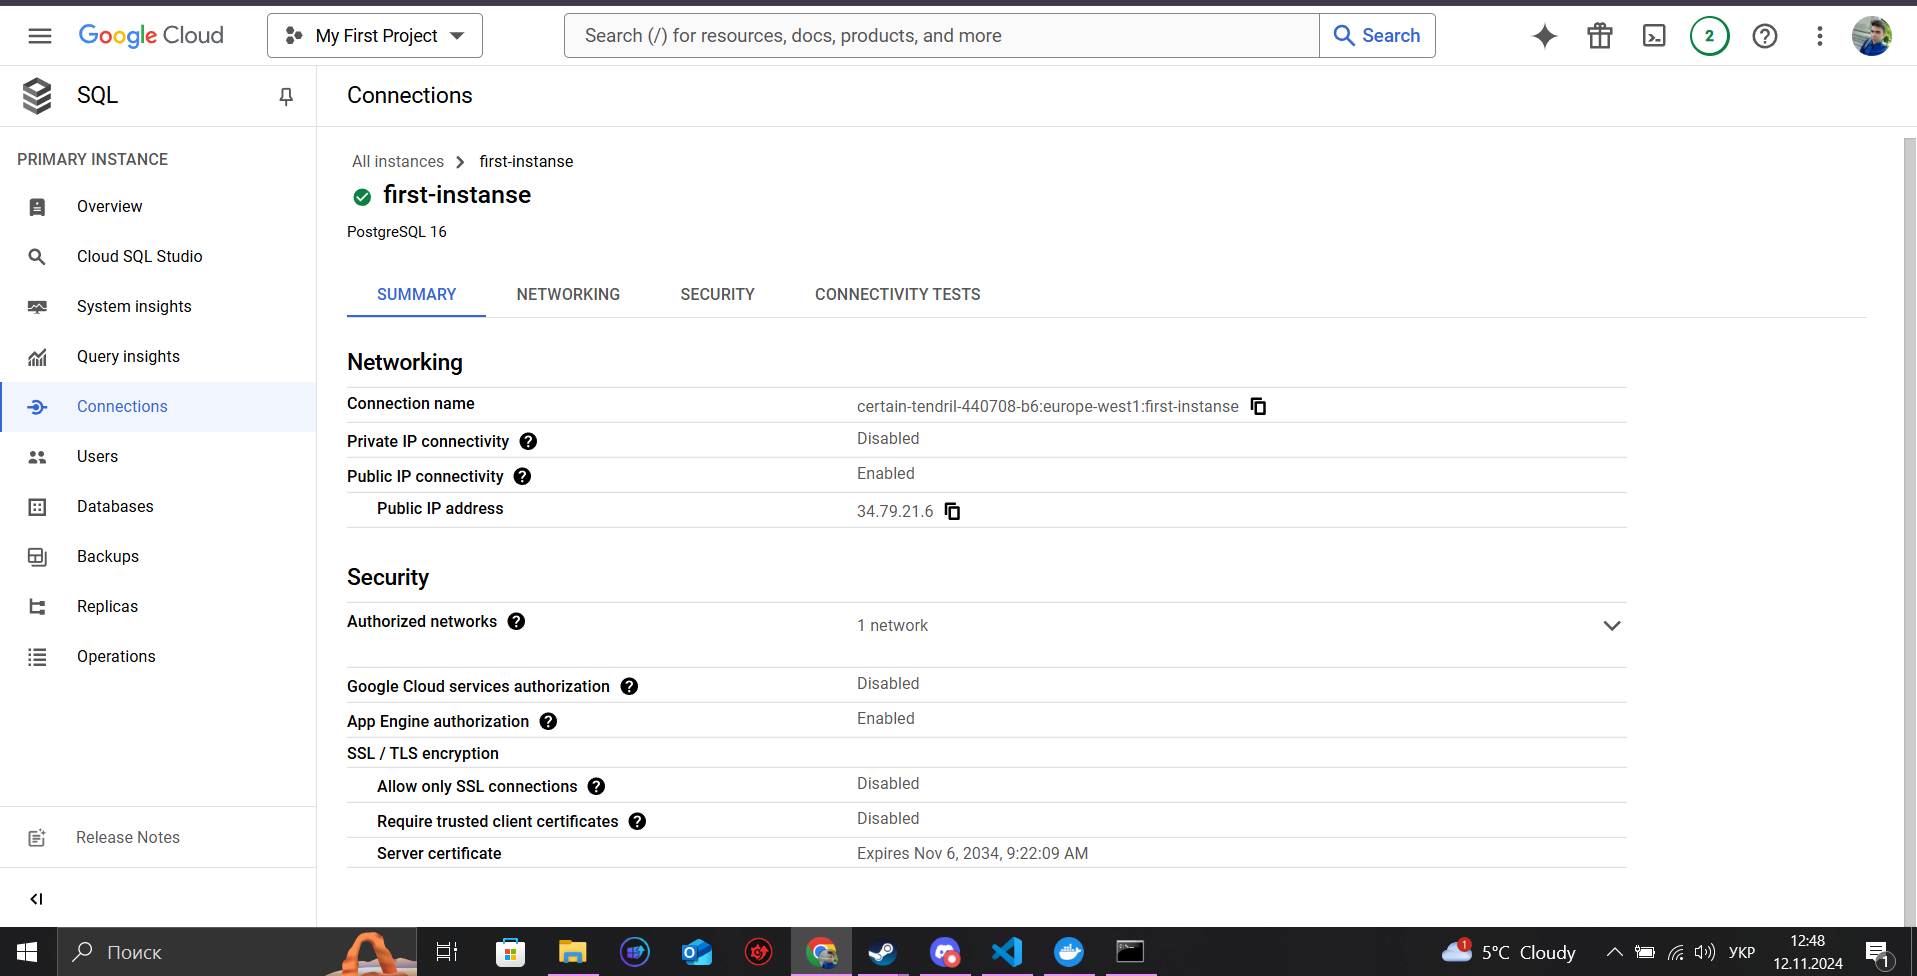 Google Cloud
My First Project
Search (/) for resources, docs, products, and more
Search
2
SQL
Connections
PRIMARY INSTANCE
Overview
Cloud SQL Studio
System insights
Query insights
Connections
Users
Databases
Backups
Replicas
Operations
Release Notes
All instances
first-instanse
first-instanse
PostgreSQL 16
SUMMARY
NETWORKING
SECURITY
CONNECTIVITY TESTS
Networking
Connection name
certain-tendril-440708-b6:europe-west1:first-instanse
Private IP connectivity
Disabled
Public IP connectivity
Enabled
Public IP address
34.79.21.6
Security
Authorized networks
1 network
Google Cloud services authorization
Disabled
App Engine authorization
Enabled
SSL / TLS encryption
Allow only SSL connections
Disabled
Require trusted client certificates
Disabled
Server certificate
Expires Nov 6, 2034, 9:22:09 AM
Поиск
1
5°C Cloudy
УКР
12:48
12.11.2024
1